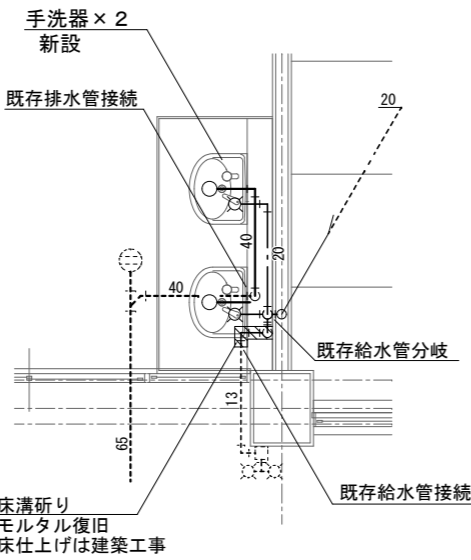 手洗器×2
新設
既存排水管接続
20
40
20
40
既存給水管分岐
13
65
既存給水管接続
床溝斫り
モルタル復旧
床仕上げは建築工事